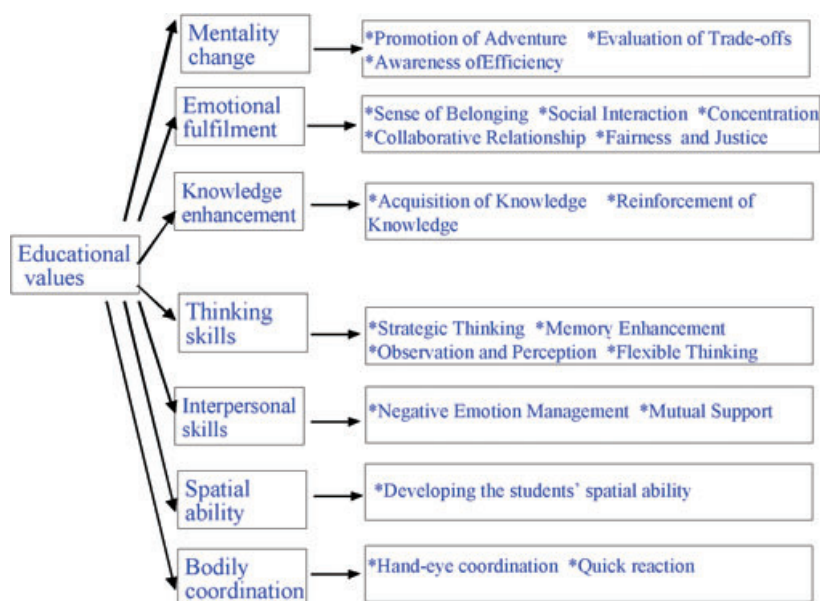 Mentality
change
*Promotion of Adventure *Evaluation of Trade-offs
*Awareness ofEfficiency
Emotional
fulfilment
*Sense of Belonging *Social Interaction *Concentration
*Collaborative Relationship *Fairness and Justice
Knowledge
enhancement
*Acquisition of Knowledge *Reinforcement of
Knowledge
Educational
values
Thinking
skills
*Strategic Thinking *Memory Enhancement
*Observation and Perception *Flexible Thinking
Interpersonal
skills
*Negative Emotion Management *Mutual Support
Spatial
ability
*Developing the students’ spatial ability
Bodily
coordination
*Hand-eye coordination *Quick reaction